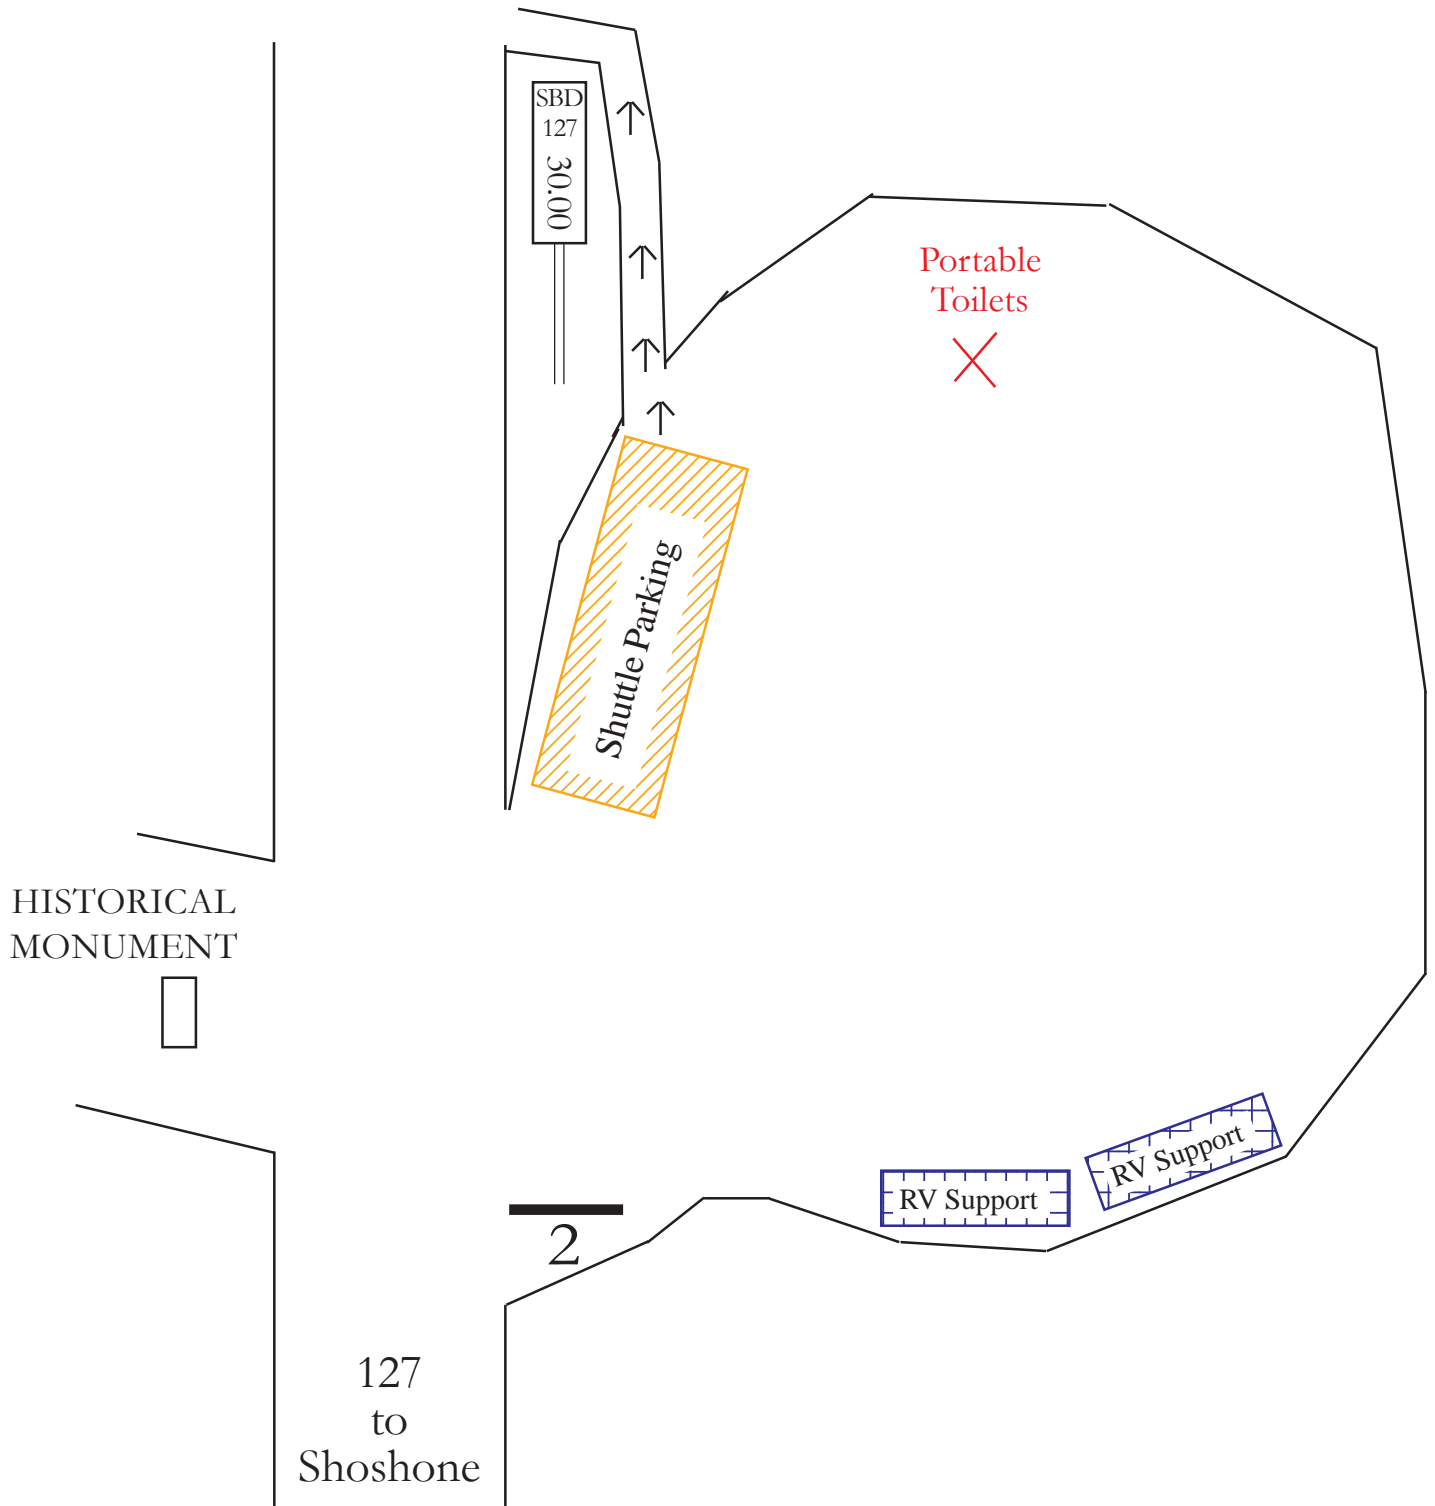 SBD
127
30.00
Portable
Toilets
Shuttle Parking
HISTORICAL
MONUMENT
RV Support
RV Support
2
127
to
Shoshone